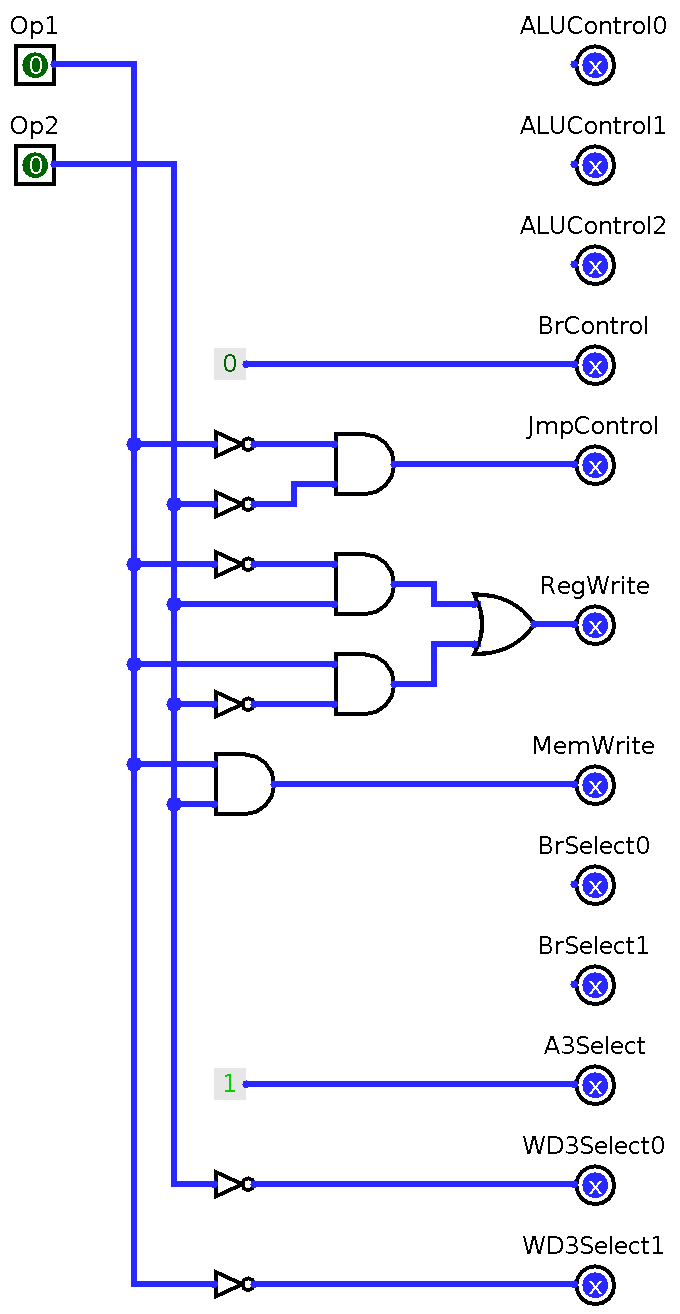 Op1
0
ALUControl0
x
Op2
0
ALUControl1
x
ALUControl2
x
BrControl
0
x
JmpControl
x
RegWrite
x
MemWrite
x
BrSelect0
x
BrSelect1
x
A3Select
1
x
WD3Select0
x
WD3Select1
x